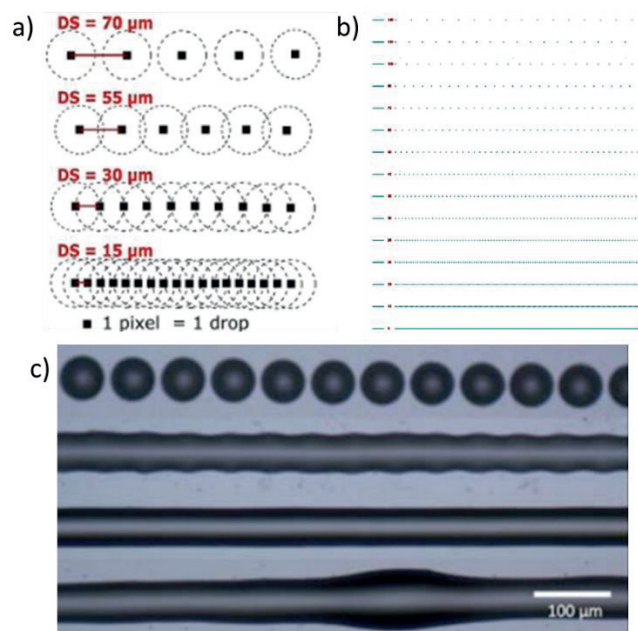 a)
DS = 70 µm
DS = 55 µm
DS = 30 µm
DS = 15 µm
■ 1 pixel = 1 drop
b)
c)
100 µm